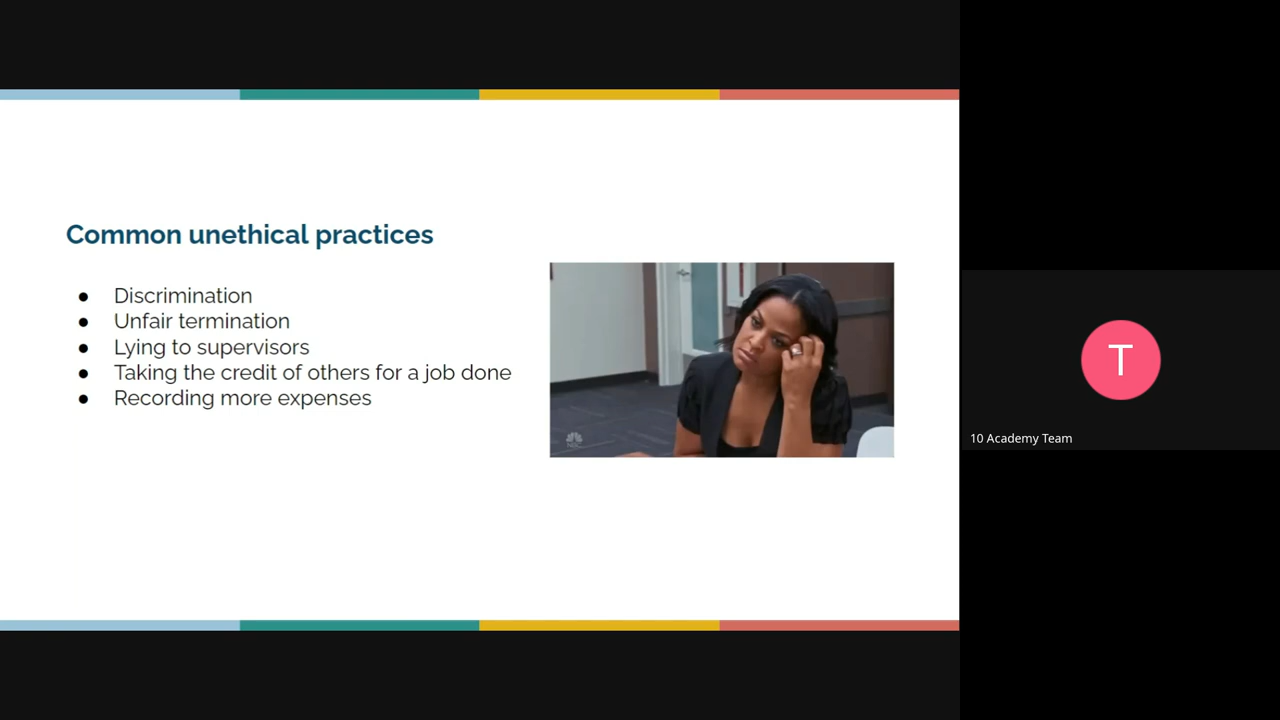 Common unethical practices
● Discrimination
● Unfair termination
● Lying to supervisors
● Taking the credit of others for a job done
● Recording more expenses
NBC
T
10 Academy Team